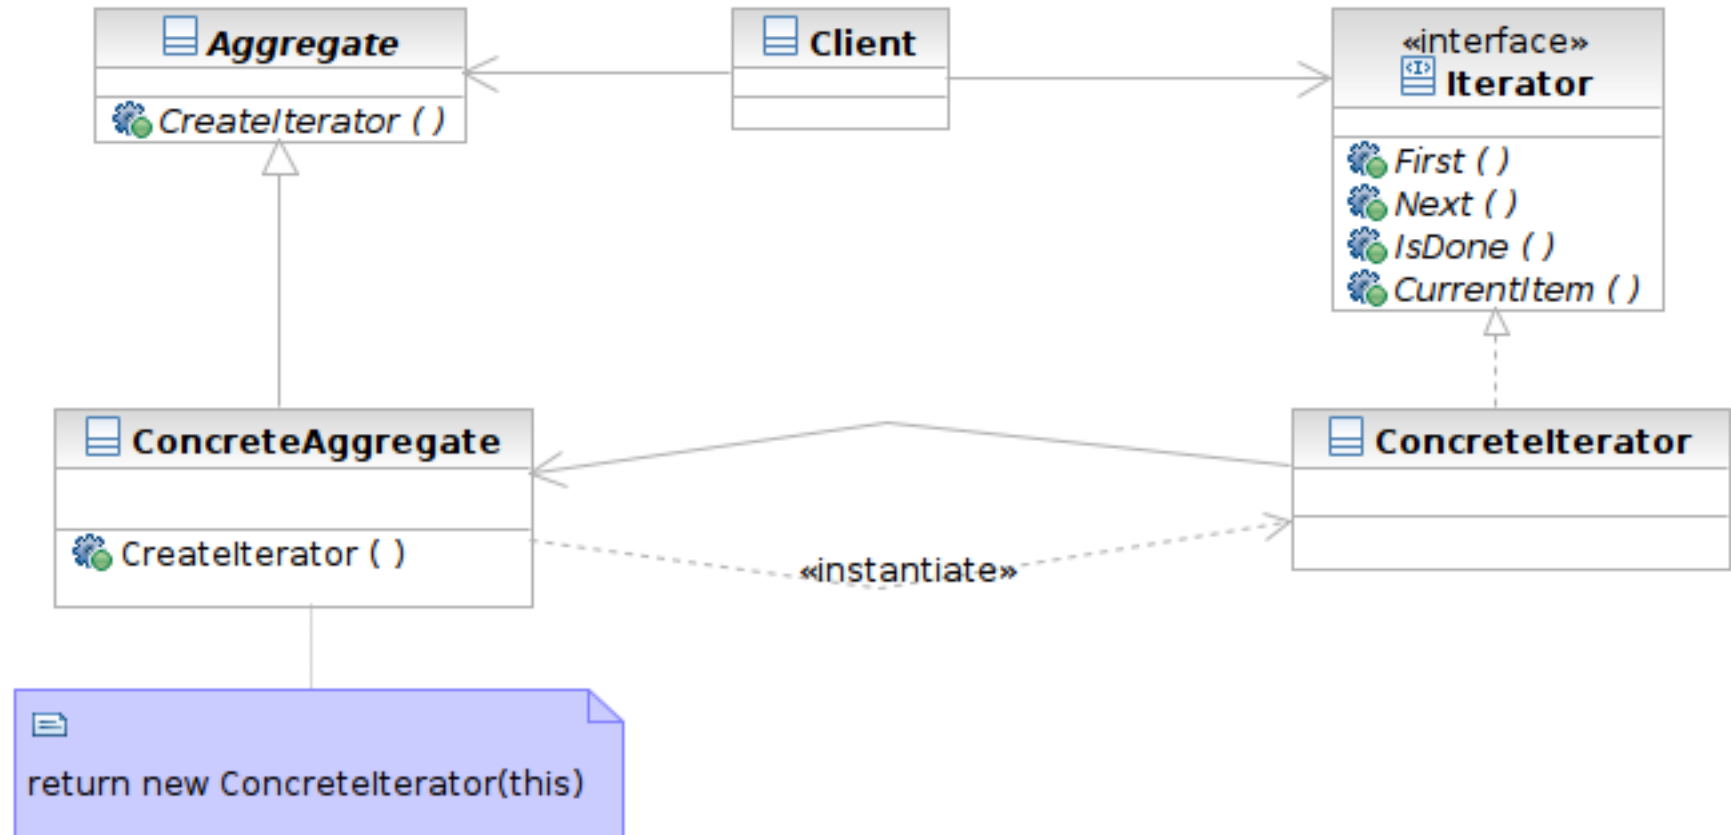 Aggregate
CreateIterator ( )
Client
«interface»
Iterator
First ( )
Next ( )
IsDone ( )
CurrentItem ( )
ConcreteAggregate
CreateIterator ( )
«instantiate»
ConcreteIterator
return new ConcreteIterator(this)